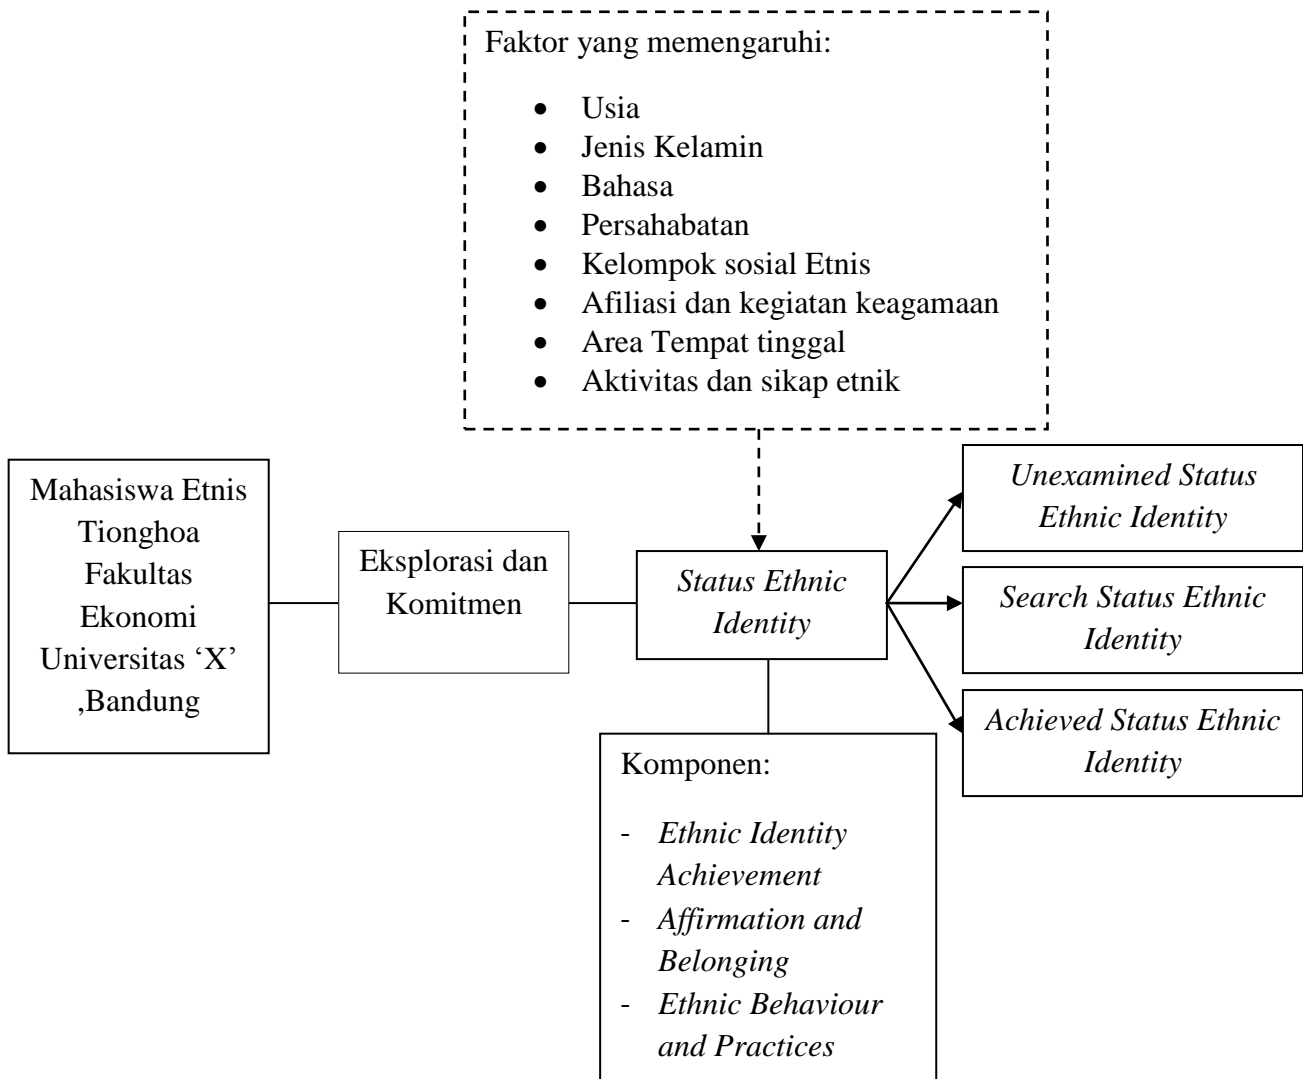 Faktor yang memengaruhi:
• Usia
• Jenis Kelamin
• Bahasa
• Persahabatan
• Kelompok sosial Etnis
• Afiliasi dan kegiatan keagamaan
• Area Tempat tinggal
• Aktivitas dan sikap etnik
Mahasiswa Etnis
Tionghoa
Fakultas
Ekonomi
Universitas ‘X’
,Bandung
Eksplorasi dan
Komitmen
Status Ethnic
Identity
Unexamined Status
Ethnic Identity
Search Status Ethnic
Identity
Achieved Status Ethnic
Identity
Komponen:
- Ethnic Identity
Achievement
- Affirmation and
Belonging
- Ethnic Behaviour
and Practices